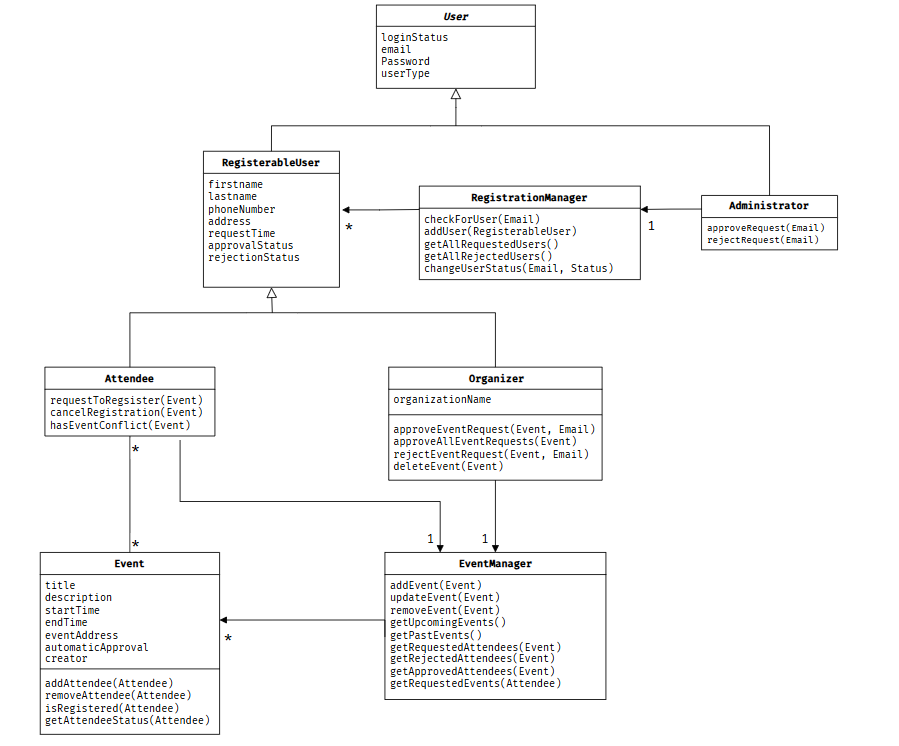 User
loginStatus
email
Password
userType
RegisterableUser
firstname
lastname
phoneNumber
address
requestTime
approvalStatus
rejectionStatus
*
RegistrationManager
checkForUser(Email)
addUser(RegisterableUser)
getAllRequestedUsers()
getAllRejectedUsers()
changeUserStatus(Email, Status)
1
Administrator
approveRequest(Email)
rejectRequest(Email)
Attendee
requestToRegsister(Event)
cancelRegistration(Event)
hasEventConflict(Event)
*
*
Organizer
organizationName
approveEventRequest(Event, Email)
approveAllEventRequests(Event)
rejectEventRequest(Event, Email)
deleteEvent(Event)
1
1
Event
title
description
startTime
endTime
eventAddress
automaticApproval
creator
addAttendee(Attendee)
removeAttendee(Attendee)
isRegistered(Attendee)
getAttendeeStatus(Attendee)
*
EventManager
addEvent(Event)
updateEvent(Event)
removeEvent(Event)
getUpcomingEvents()
getPastEvents()
getRequestedAttendees(Event)
getRejectedAttendees(Event)
getApprovedAttendees(Event)
getRequestedEvents(Attendee)